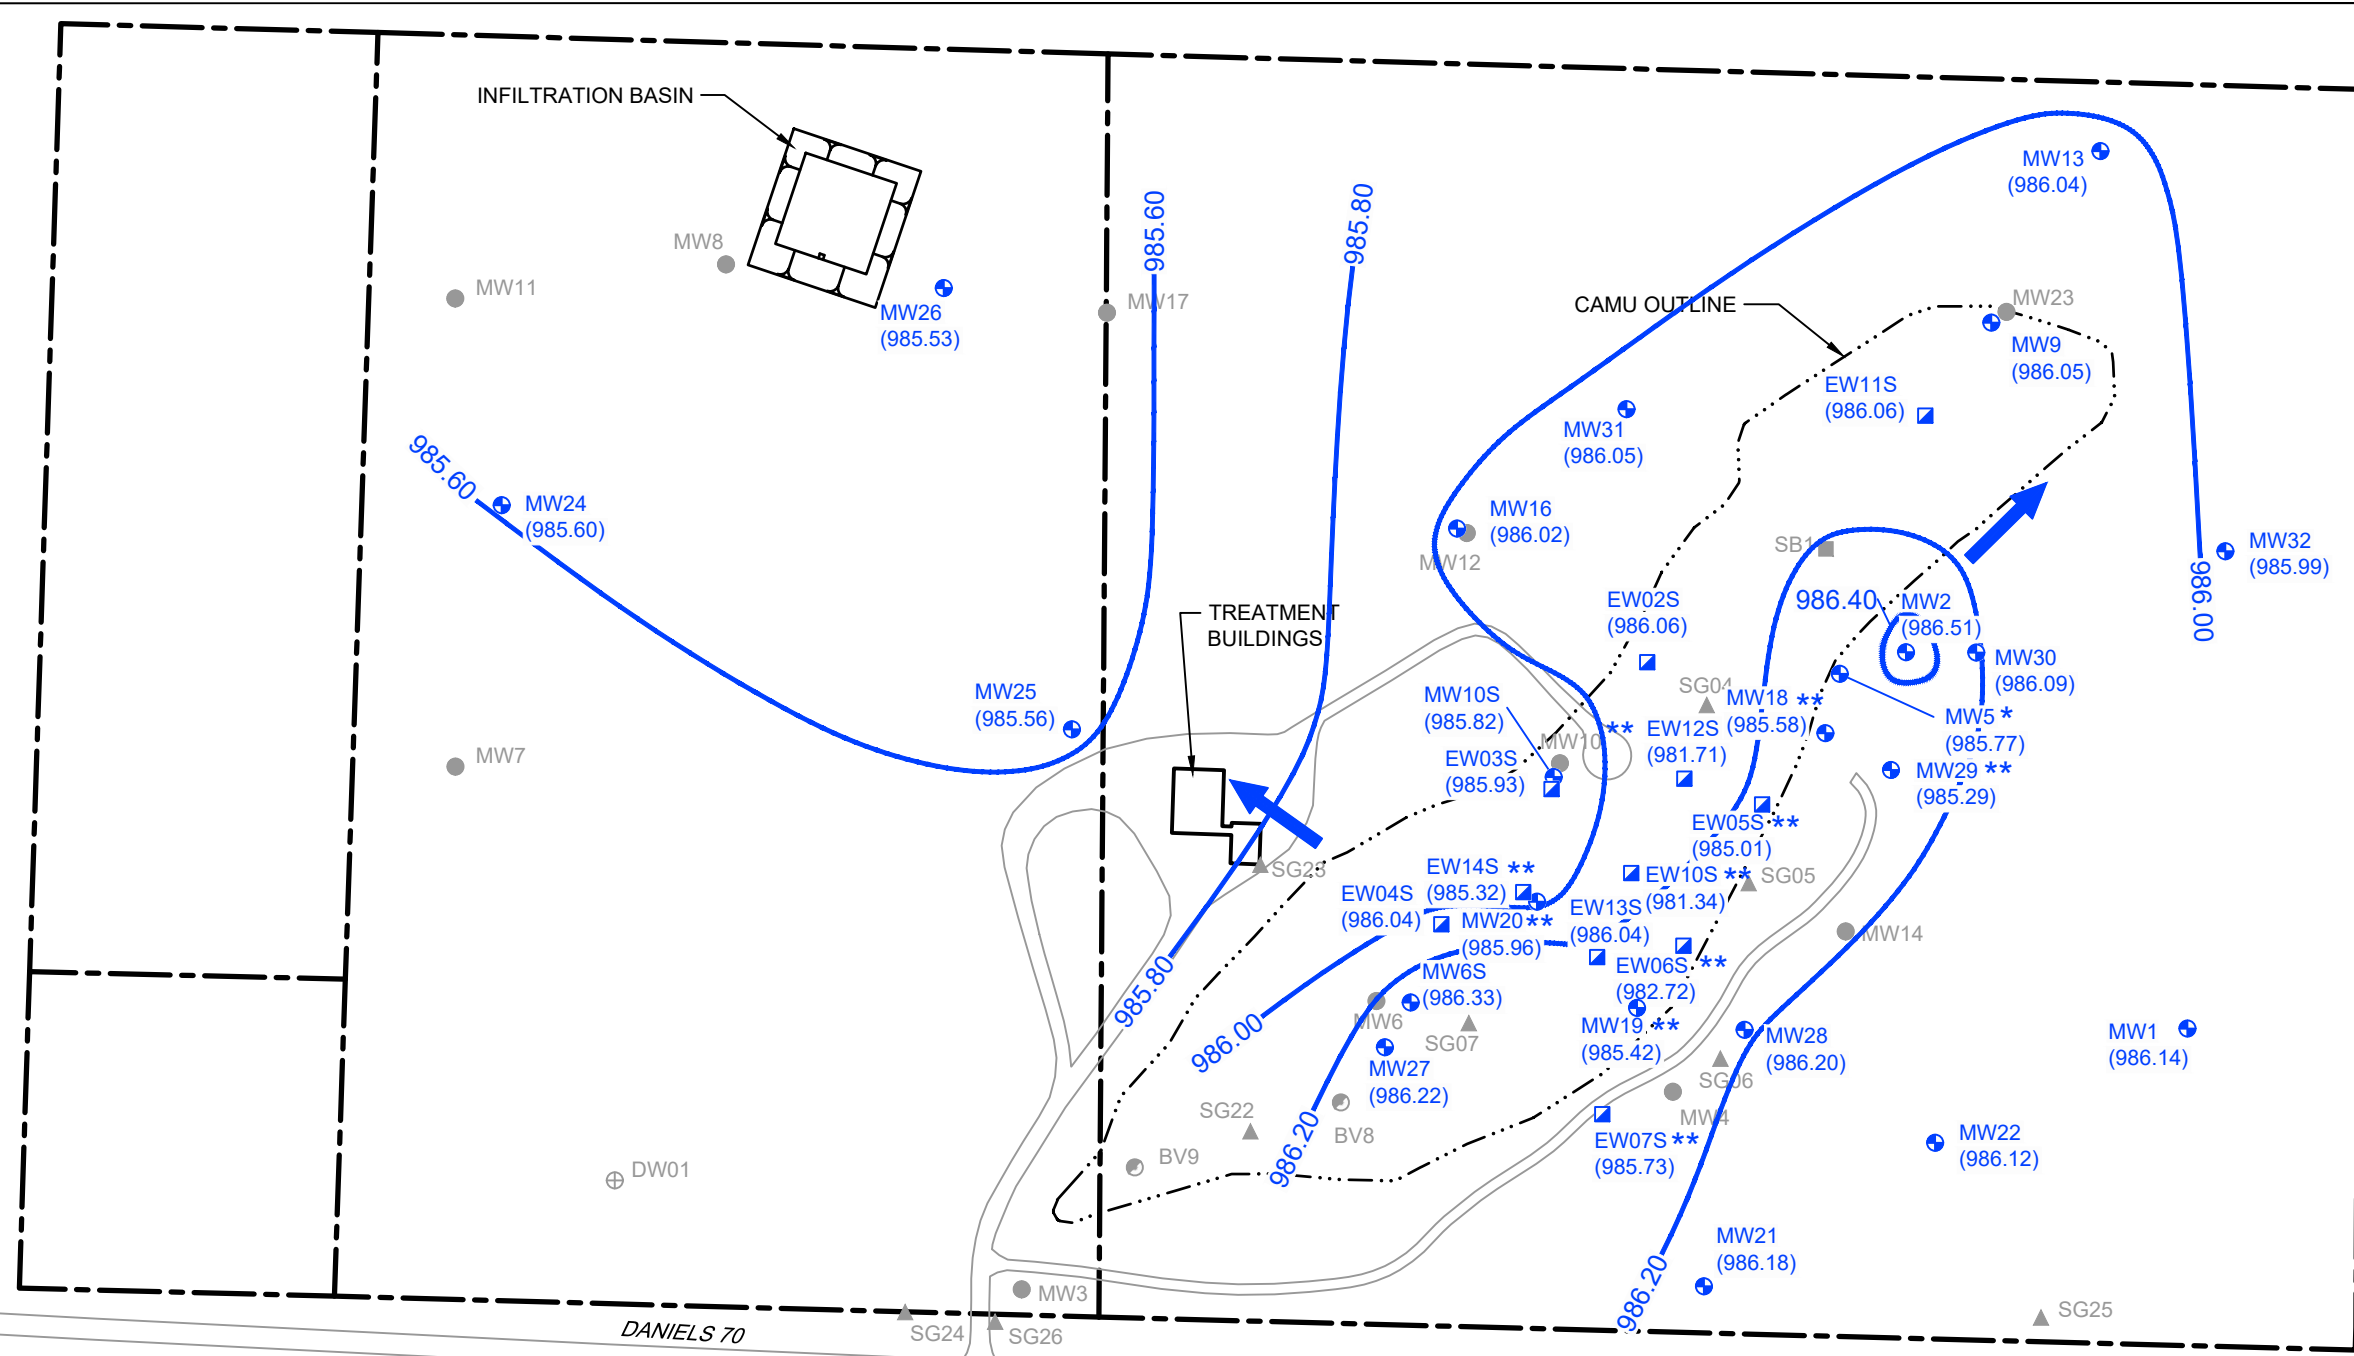 INFILTRATION BASIN
MW8
MW11
MW26
(985.53)
MW17
985.60
985.80
MW13
(986.04)
CAMU OUTLINE
MW23
MW9
(986.05)
EW11S
(986.06)
MW31
(986.05)
985.60
MW24
(985.60)
MW16
(986.02)
MW12
SB1
MW32
(985.99)
986.00
TREATMENT
BUILDINGS
EW02S
(986.06)
986.40
MW2
(986.51)
MW30
(986.09)
MW25
(985.56)
MW10S
(985.82)
SG04
MW18 **
(985.58)
MW5 *
(985.77)
MW7
MW10
**
EW12S
(981.71)
EW03S
(985.93)
MW29 **
(985.29)
EW05S **
(985.01)
SG23
EW14S **
(985.32)
EW10S **
(981.34)
SG05
EW04S
(986.04)
MW20 **
(985.96)
EW13S
(986.04)
MW14
985.80
MW6S
(986.33)
EW06S **
(982.72)
MW6
986.00
SG07
MW19 **
(985.42)
MW28
(986.20)
MW1
(986.14)
MW27
(986.22)
SG06
MW4
SG22
BV8
986.20
EW07S **
(985.73)
MW22
(986.12)
BV9
DW01
MW21
(986.18)
986.20
MW3
SG24
SG26
SG25
DANIELS 70